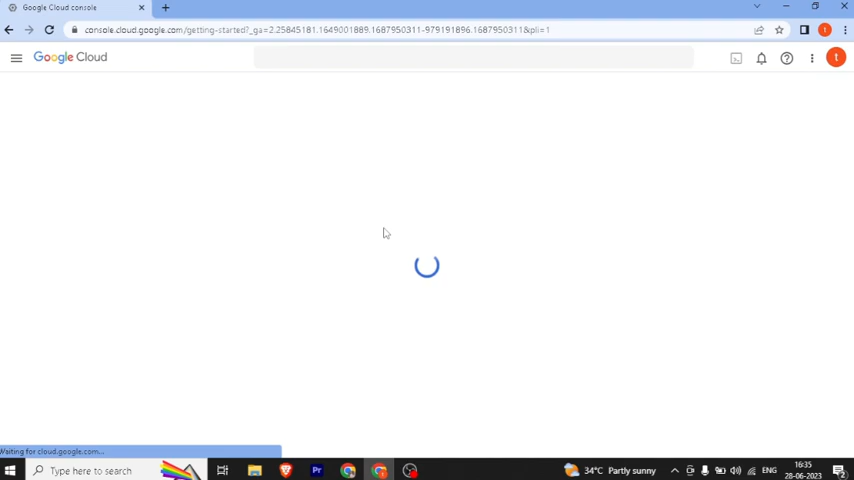 Google Cloud console
console.cloud.google.com/getting-started?_ga=2.25845181.1649001889.1687950311-979191896.1687950311&pli=1
t
Google Cloud
t
Waiting for cloud.google.com...
Type here to search
Pr
34°C Partly sunny
ENG
16:35
28-06-2023
2